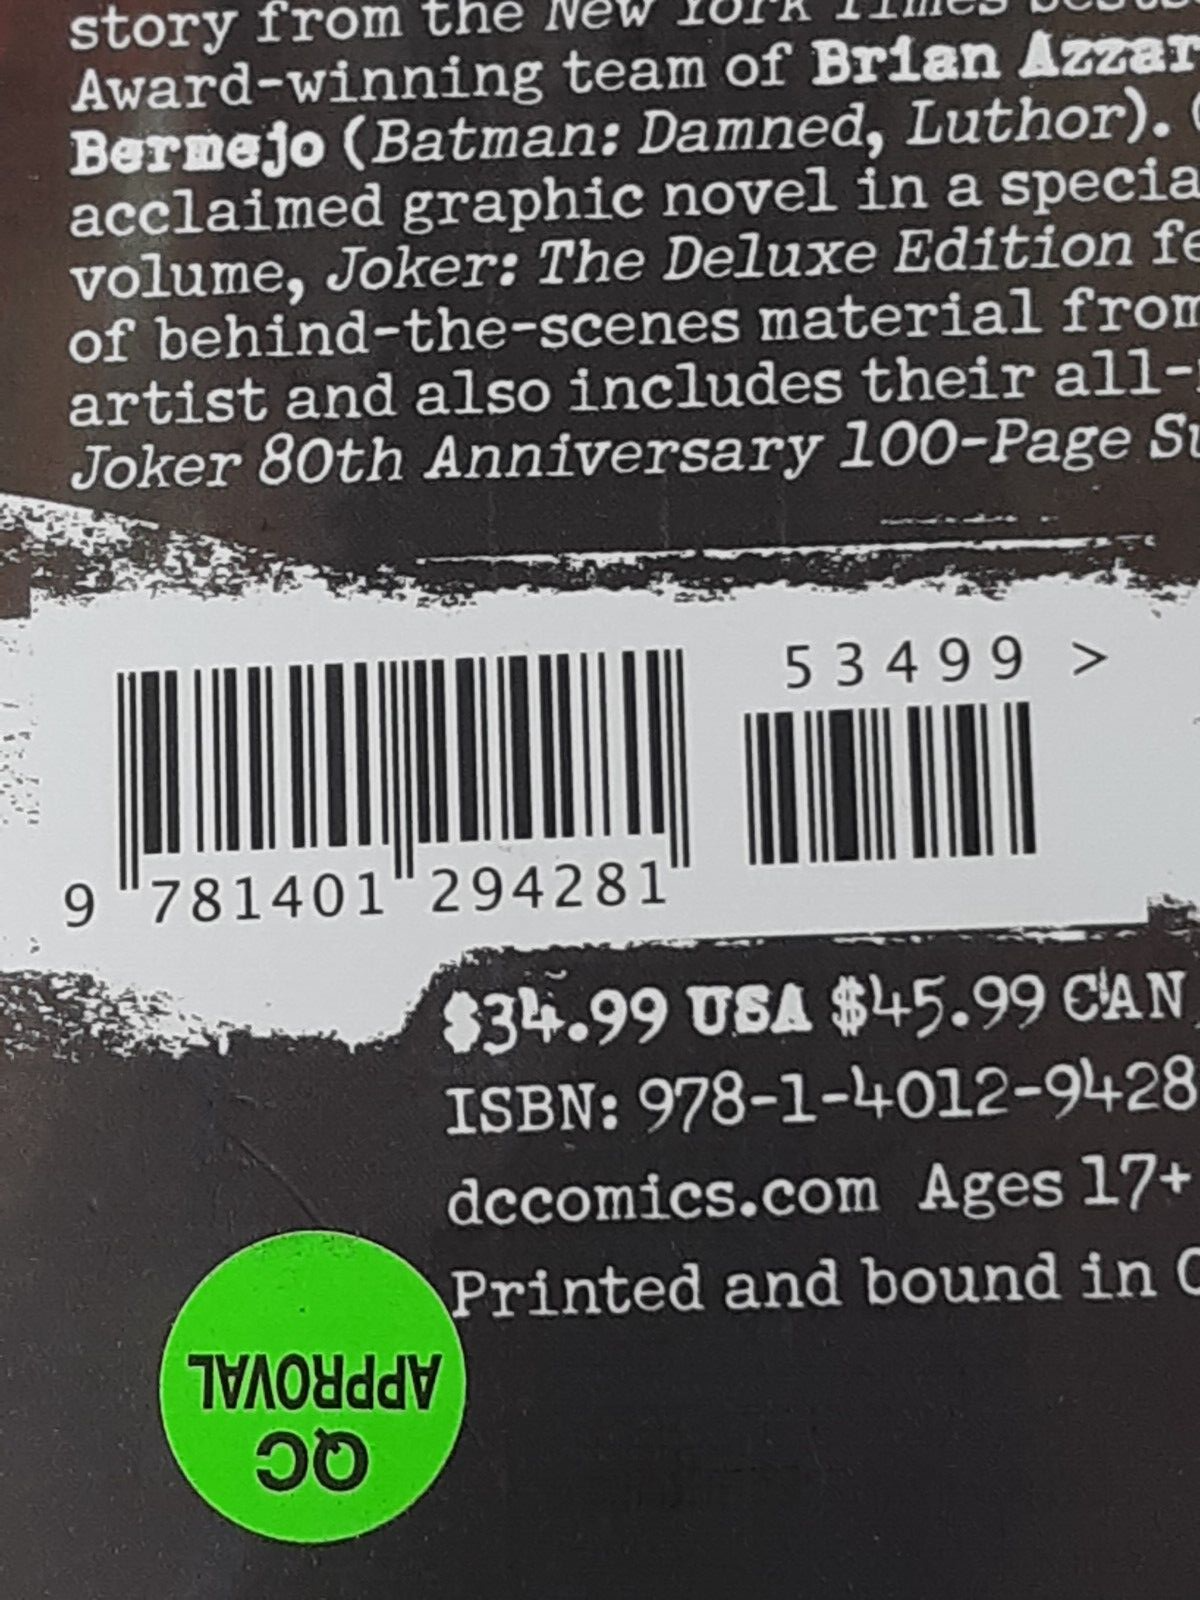 story from the New York Times
Award-winning team of Brian
Bermejo (Batman: Damned, Luthor).
acclaimed graphic novel in a
volume, Joker: The Deluxe Edition
of behind-the-scenes material from
artist and also includes their
Joker 80th Anniversary 100-Page
53499 >
9 781401 294281
$34.99 USA $45.99 CAN
ISBN: 978-1-4012-9428
dccomics.com Ages 17+
Printed and bound in
QC
APPROVAL